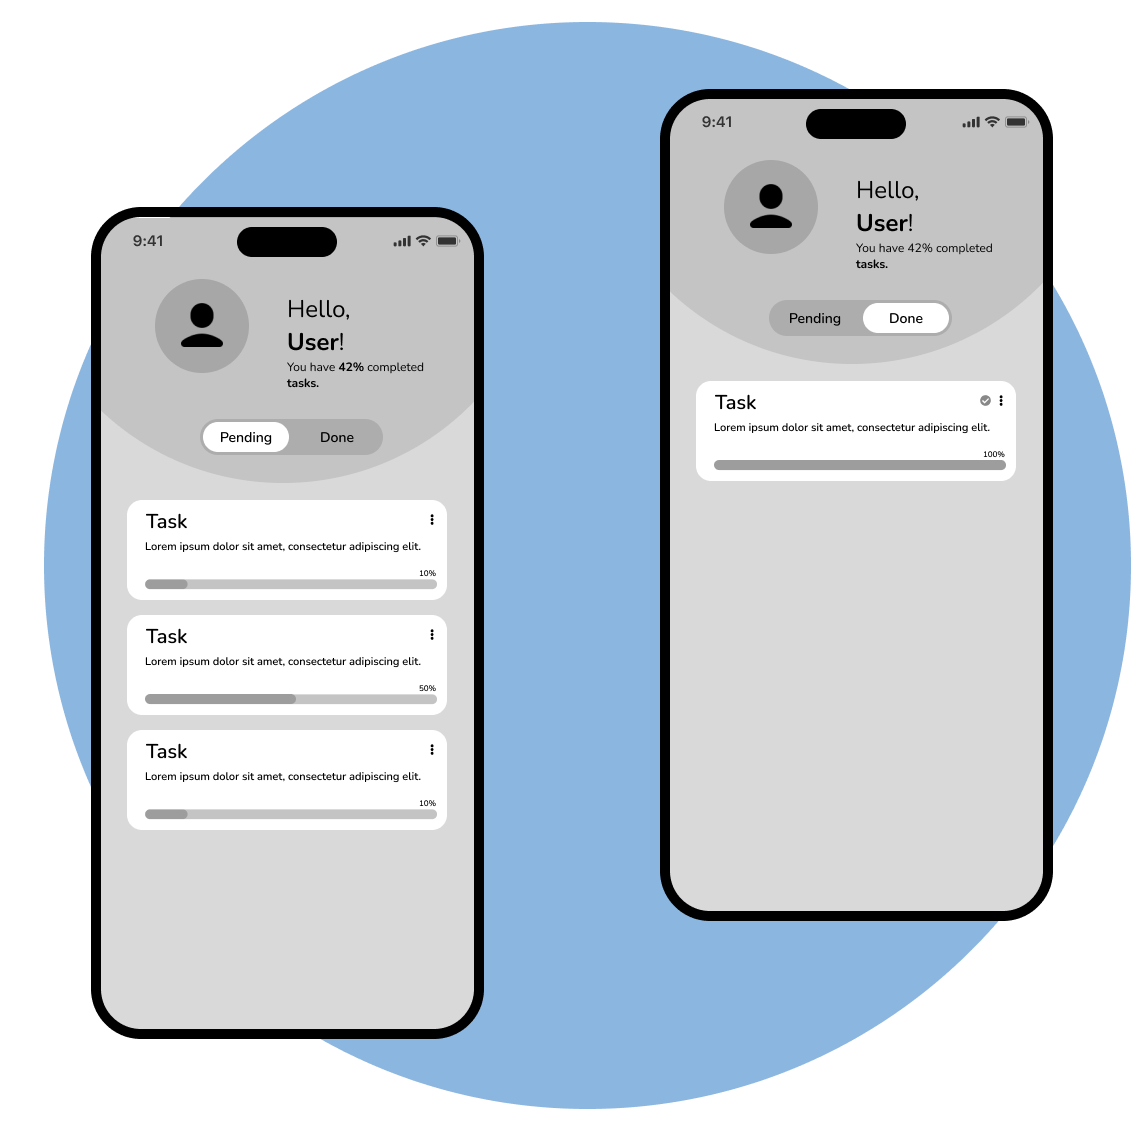 9:41
Hello,
User!
You have 42% completed
tasks.
Pending Done
Task
Lorem ipsum dolor sit amet, consectetur adipiscing elit.
10%
Task
Lorem ipsum dolor sit amet, consectetur adipiscing elit.
50%
Task
Lorem ipsum dolor sit amet, consectetur adipiscing elit.
10%
9:41
Hello,
User!
You have 42% completed
tasks.
Pending Done
Task
Lorem ipsum dolor sit amet, consectetur adipiscing elit.
100%